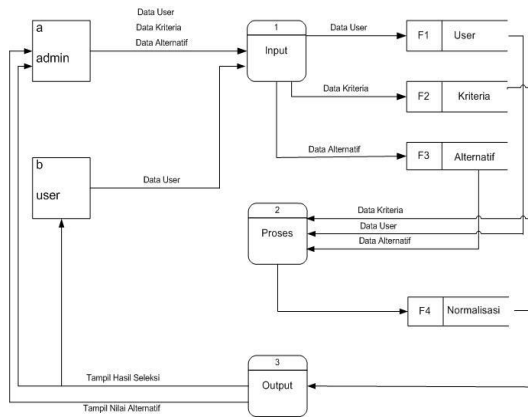 Data User
Data Kriteria
Data Alternatif
a
admin
1
Input
Data User
F1 User
Data Kriteria
F2 Kriteria
Data Alternatif
F3 Alternatif
b
user
Data User
2
Proses
Data Kriteria
Data User
Data Alternatif
F4 Normalisasi
3
Output
Tampil Hasil Seleksi
Tampil Nilai Alternatif